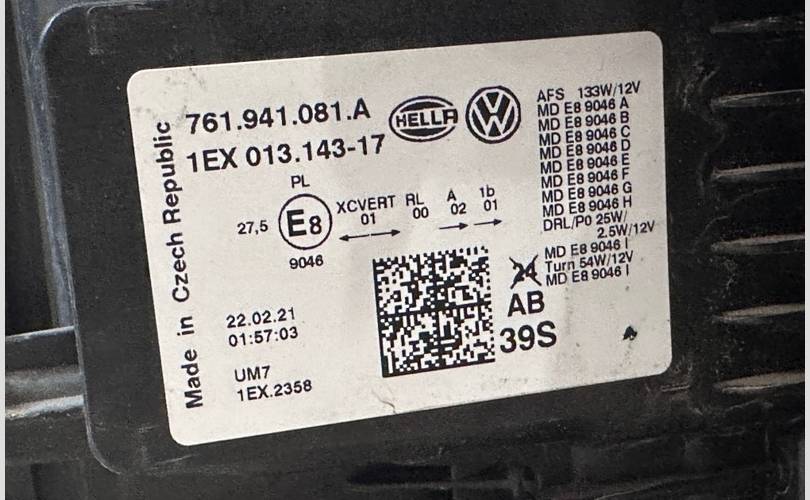 Made in Czech Republic
761.941.081.A
1EX 013.143-17
HELLA
VW
PL
27,5
E8
9046
XCVERT
01
RL
00
A
02
1b
01
22.02.21
01:57:03
UM7
1EX.2358
24
AB
39S
AFS 133W/12V
MD E8 9046 A
MD E8 9046 B
MD E8 9046 C
MD E8 9046 D
MD E8 9046 E
MD E8 9046 F
MD E8 9046 G
MD E8 9046 H
DRL/P0 25W/
2.5W/12V
MD E8 9046 I
Turn 54W/12V
MD E8 9046 I